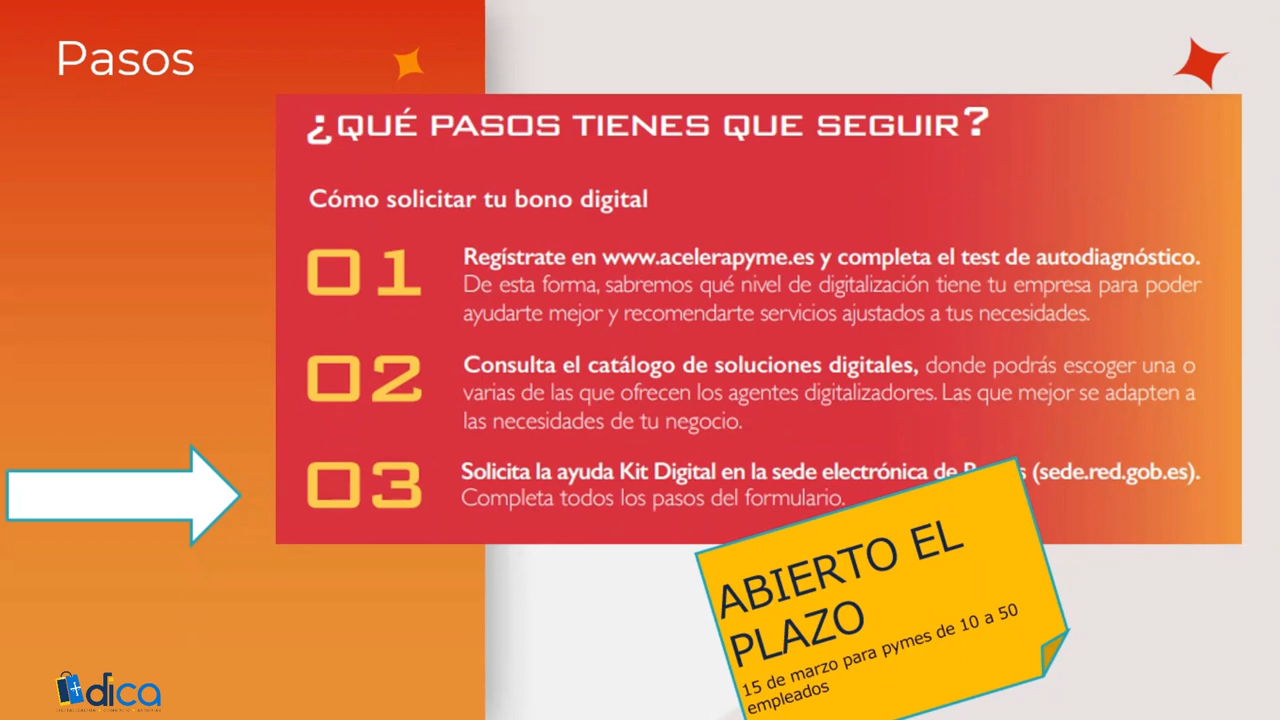 Pasos
¿QUÉ PASOS TIENES QUE SEGUIR?
Cómo solicitar tu bono digital
01
Regístrate en www.acelerapyme.es y completa el test de autodiagnóstico.
De esta forma, sabremos qué nivel de digitalización tiene tu empresa para poder
ayudarte mejor y recomendarte servicios ajustados a tus necesidades.
02
Consulta el catálogo de soluciones digitales, donde podrás escoger una o
varias de las que ofrecen los agentes digitalizadores. Las que mejor se adapten a
las necesidades de tu negocio.
03
Solicita la ayuda Kit Digital en la sede electrónica de (sede.red.gob.es).
Completa todos los pasos del formulario.
ABIERTO EL
PLAZO
15 de marzo para pymes de 10 a 50
empleados
dica